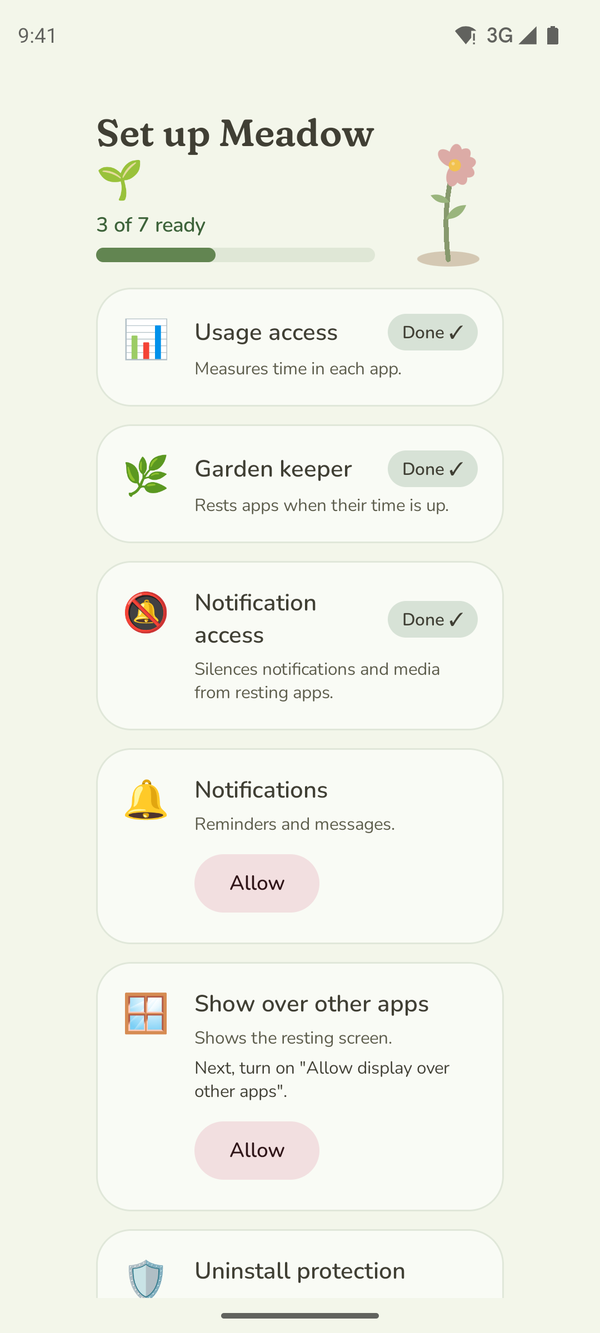 9:41
3G
Set up Meadow
🌱
3 of 7 ready
Usage access
Done ✓
Measures time in each app.
Garden keeper
Done ✓
Rests apps when their time is up.
Notification
access
Done ✓
Silences notifications and media
from resting apps.
Notifications
Reminders and messages.
Allow
Show over other apps
Shows the resting screen.
Next, turn on "Allow display over
other apps".
Allow
Uninstall protection